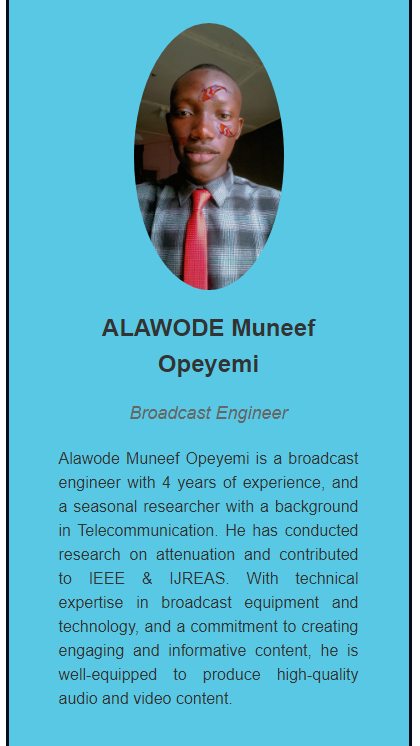 ALAWODE Muneef
Opeyemi
Broadcast Engineer
Alawode Muneef Opeyemi is a broadcast
engineer with 4 years of experience, and
a seasonal researcher with a background
in Telecommunication. He has conducted
research on attenuation and contributed
to IEEE & IJREAS. With technical
expertise in broadcast equipment and
technology, and a commitment to creating
engaging and informative content, he is
well-equipped to produce high-quality
audio and video content.